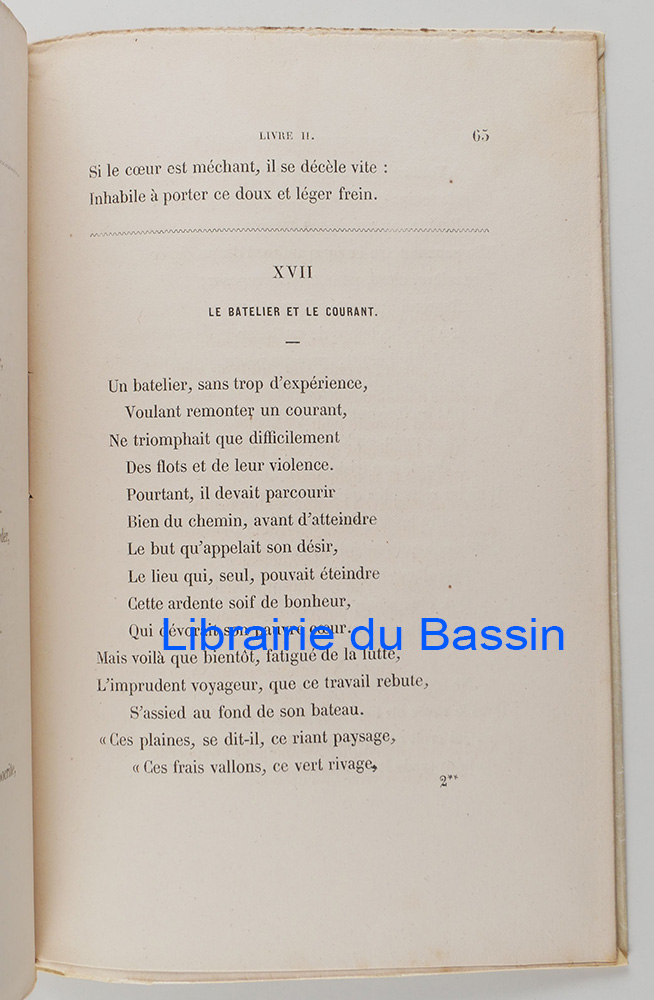 LIVRE II. 65
Si le cœur est méchant, il se décèle vite :
Inhabile à porter ce doux et léger frein.
XVII
LE BATELIER ET LE COURANT.
Un batelier, sans trop d'expérience,
Voulant remonter un courant,
Ne triomphait que difficilement
Des flots et de leur violence.
Pourtant, il devait parcourir
Bien du chemin, avant d'atteindre
Le but qu'appelait son désir,
Le lieu qui, seul, pouvait éteindre
Cette ardente soif de bonheur,
Qui dévorait son pauvre cœur.
Librairie du Bassin
Mais voilà que bientôt, fatigué de la lutte,
L'imprudent voyageur, que ce travail rebute,
S'assied au fond de son bateau.
« Ces plaines, se dit-il, ce riant paysage,
« Ces frais vallons, ce vert rivage,
2**